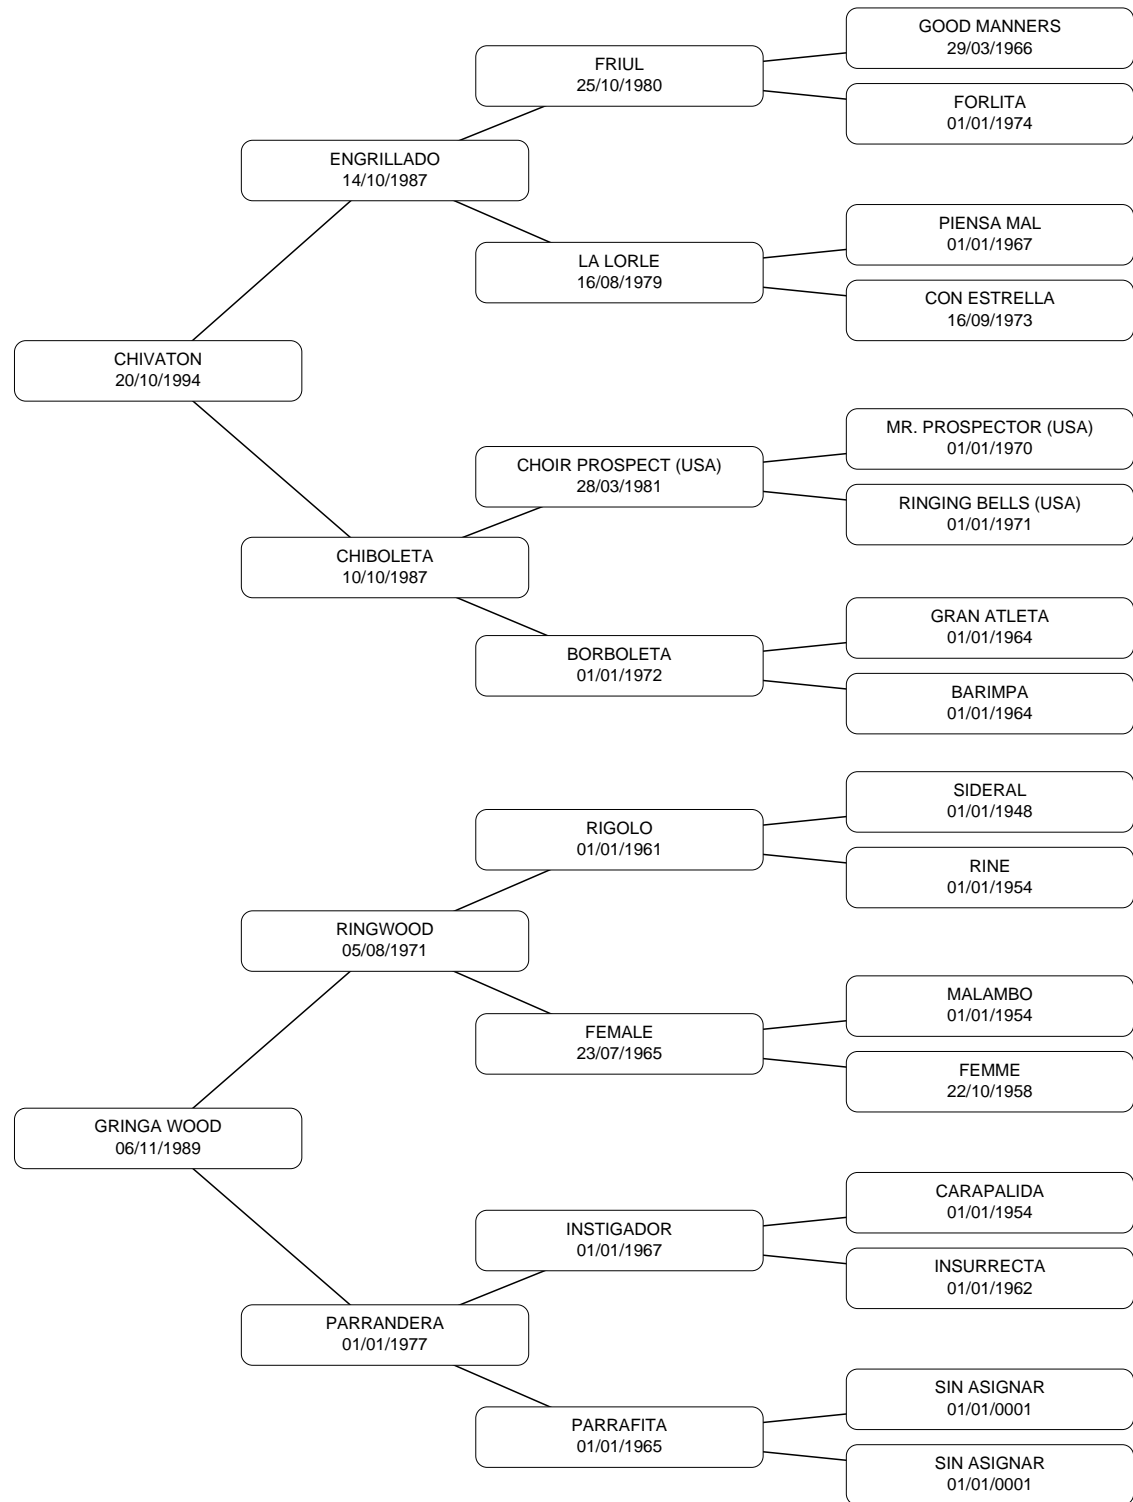 GOOD MANNERS
29/03/1966
FRIUL
25/10/1980
FORLITA
01/01/1974
ENGRILLADO
14/10/1987
PIENSA MAL
01/01/1967
LA LORLE
16/08/1979
CON ESTRELLA
16/09/1973
CHIVATON
20/10/1994
MR. PROSPECTOR (USA)
01/01/1970
CHOIR PROSPECT (USA)
28/03/1981
RINGING BELLS (USA)
01/01/1971
CHIBOLETA
10/10/1987
GRAN ATLETA
01/01/1964
BORBOLETA
01/01/1972
BARIMPA
01/01/1964
SIDERAL
01/01/1948
RIGOLO
01/01/1961
RINE
01/01/1954
RINGWOOD
05/08/1971
MALAMBO
01/01/1954
FEMALE
23/07/1965
FEMME
22/10/1958
GRINGA WOOD
06/11/1989
CARAPALIDA
01/01/1954
INSTIGADOR
01/01/1967
INSURRECTA
01/01/1962
PARRANDERA
01/01/1977
SIN ASIGNAR
01/01/0001
PARRAFITA
01/01/1965
SIN ASIGNAR
01/01/0001